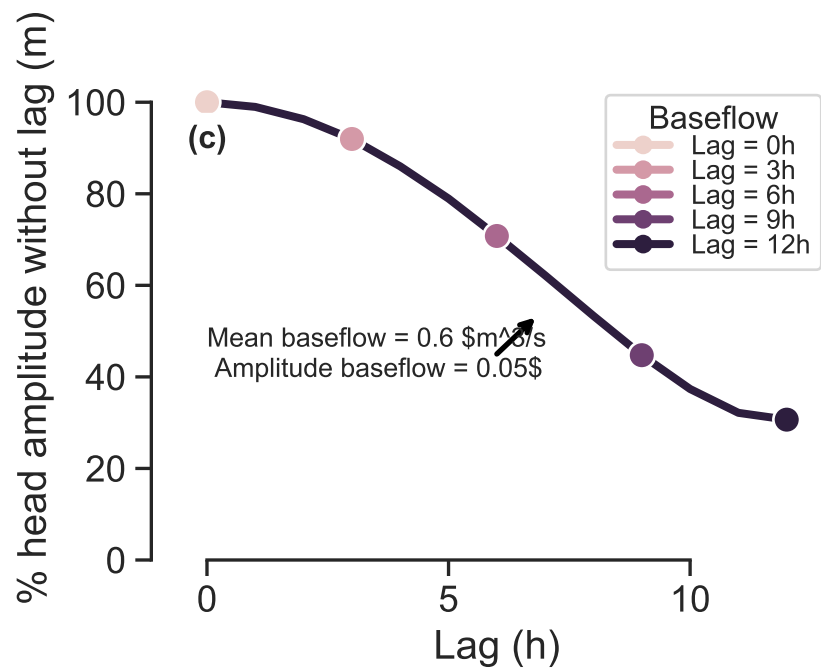 % head amplitude without lag (m)
100
80
60
40
20
0
(c)
Baseflow
Lag = 0h
Lag = 3h
Lag = 6h
Lag = 9h
Lag = 12h
Mean baseflow = 0.6 $m^3/s
Amplitude baseflow = 0.05$
0 5 10
Lag (h)